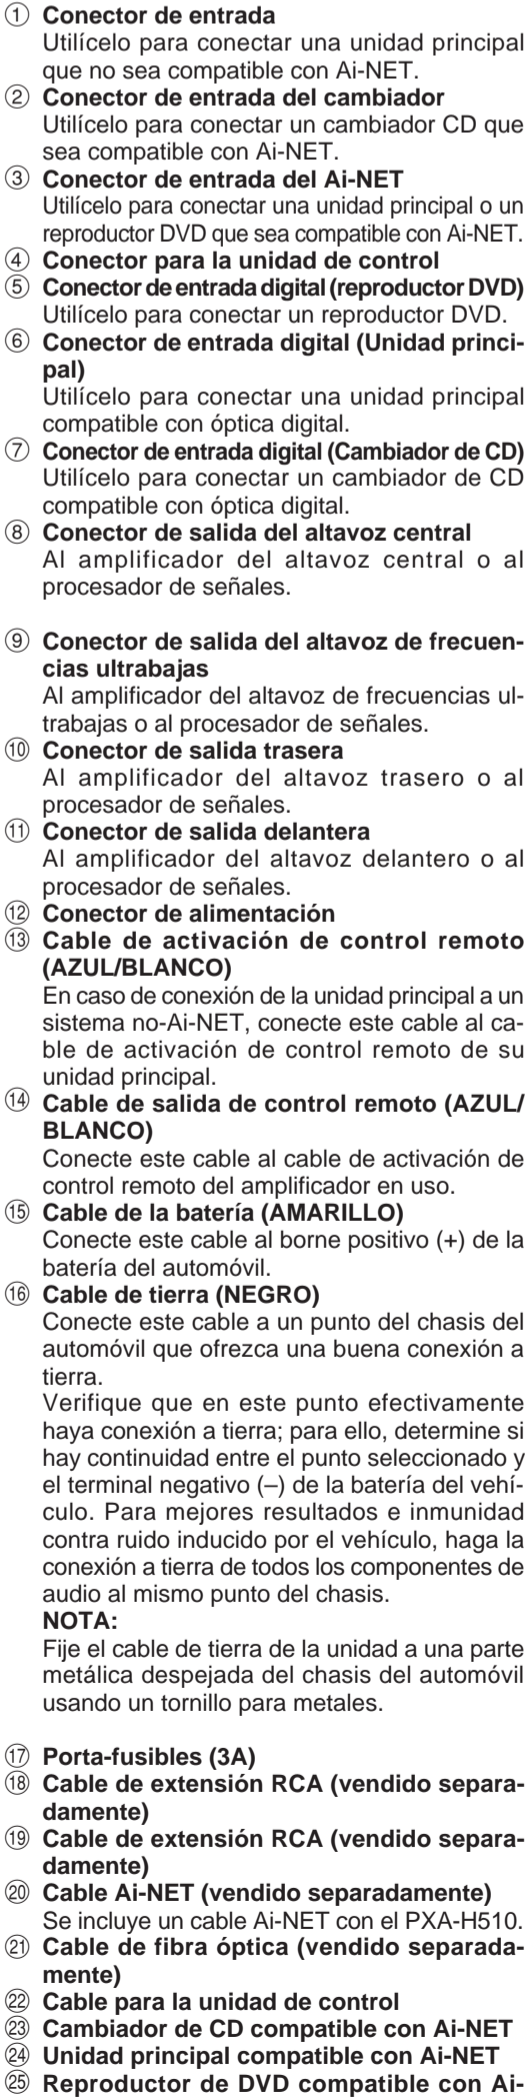 ① Conector de entrada
Utilícelo para conectar una unidad principal
que no sea compatible con Ai-NET.
② Conector de entrada del cambiador
Utilícelo para conectar un cambiador CD que
sea compatible con Ai-NET.
③ Conector de entrada del Ai-NET
Utilícelo para conectar una unidad principal o un
reproductor DVD que sea compatible con Ai-NET.
④ Conector para la unidad de control
⑤ Conector de entrada digital (reproductor DVD)
Utilícelo para conectar un reproductor DVD.
⑥ Conector de entrada digital (Unidad princi-
pal)
Utilícelo para conectar una unidad principal
compatible con óptica digital.
⑦ Conector de entrada digital (Cambiador de CD)
Utilícelo para conectar un cambiador de CD
compatible con óptica digital.
⑧ Conector de salida del altavoz central
Al amplificador del altavoz central o al
procesador de señales.
⑨ Conector de salida del altavoz de frecuen-
cias ultrabajas
Al amplificador del altavoz de frecuencias ul-
trabajas o al procesador de señales.
⑩ Conector de salida trasera
Al amplificador del altavoz trasero o al
procesador de señales.
⑪ Conector de salida delantera
Al amplificador del altavoz delantero o al
procesador de señales.
⑫ Conector de alimentación
⑬ Cable de activación de control remoto
(AZUL/BLANCO)
En caso de conexión de la unidad principal a un
sistema no-Ai-NET, conecte este cable al ca-
ble de activación de control remoto de su
unidad principal.
⑭ Cable de salida de control remoto (AZUL/
BLANCO)
Conecte este cable al cable de activación de
control remoto del amplificador en uso.
⑮ Cable de la batería (AMARILLO)
Conecte este cable al borne positivo (+) de la
batería del automóvil.
⑯ Cable de tierra (NEGRO)
Conecte este cable a un punto del chasis del
automóvil que ofrezca una buena conexión a
tierra.
Verifique que en este punto efectivamente
haya conexión a tierra; para ello, determine si
hay continuidad entre el punto seleccionado y
el terminal negativo (–) de la batería del vehí-
culo. Para mejores resultados e inmunidad
contra ruido inducido por el vehículo, haga la
conexión a tierra de todos los componentes de
audio al mismo punto del chasis.
NOTA:
Fije el cable de tierra de la unidad a una parte
metálica despejada del chasis del automóvil
usando un tornillo para metales.
⑰ Porta-fusibles (3A)
⑱ Cable de extensión RCA (vendido separa-
damente)
⑲ Cable de extensión RCA (vendido separa-
damente)
⑳ Cable Ai-NET (vendido separadamente)
Se incluye un cable Ai-NET con el PXA-H510.
㉑ Cable de fibra óptica (vendido separada-
mente)
㉒ Cable para la unidad de control
㉓ Cambiador de CD compatible con Ai-NET
㉔ Unidad principal compatible con Ai-NET
㉕ Reproductor de DVD compatible con Ai-